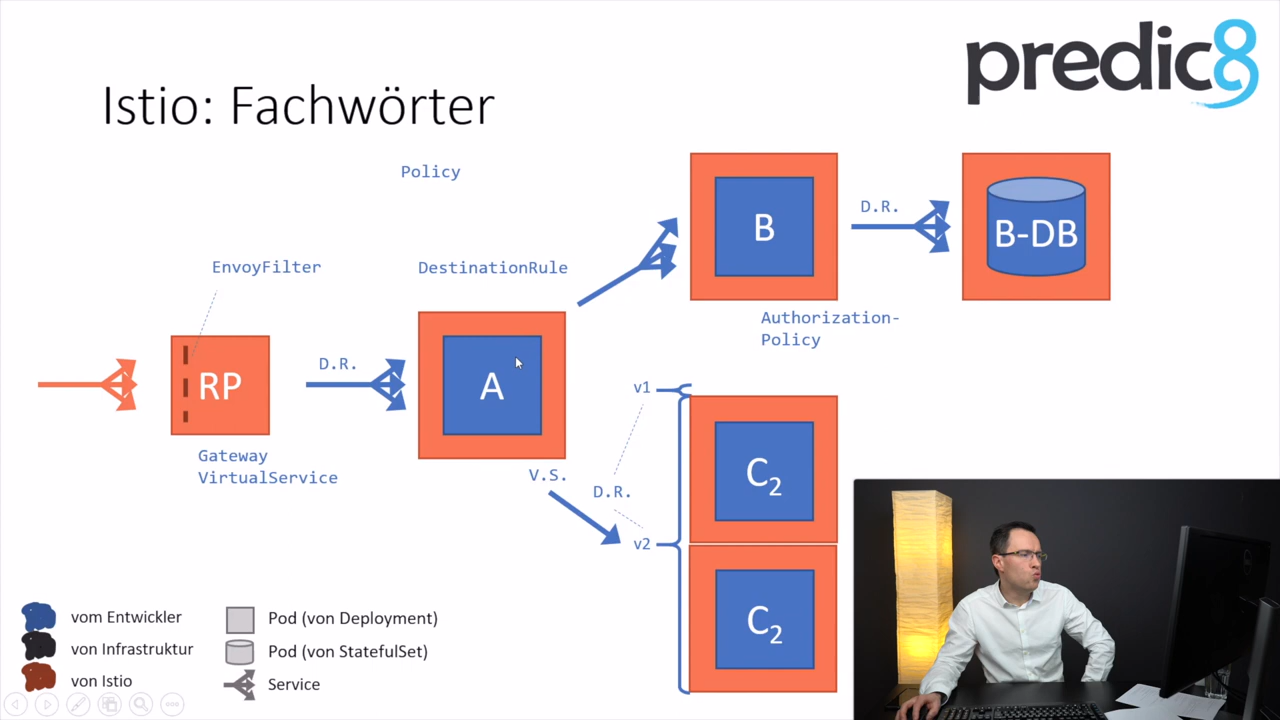 predic8
Istio: Fachwörter
Policy
B
D.R.
B-DB
EnvoyFilter
DestinationRule
Authorization-
Policy
RP
D.R.
A
v1
Gateway
VirtualService
V.S.
D.R.
C2
v2
C2
vom Entwickler
von Infrastruktur
von Istio
Pod (von Deployment)
Pod (von StatefulSet)
Service